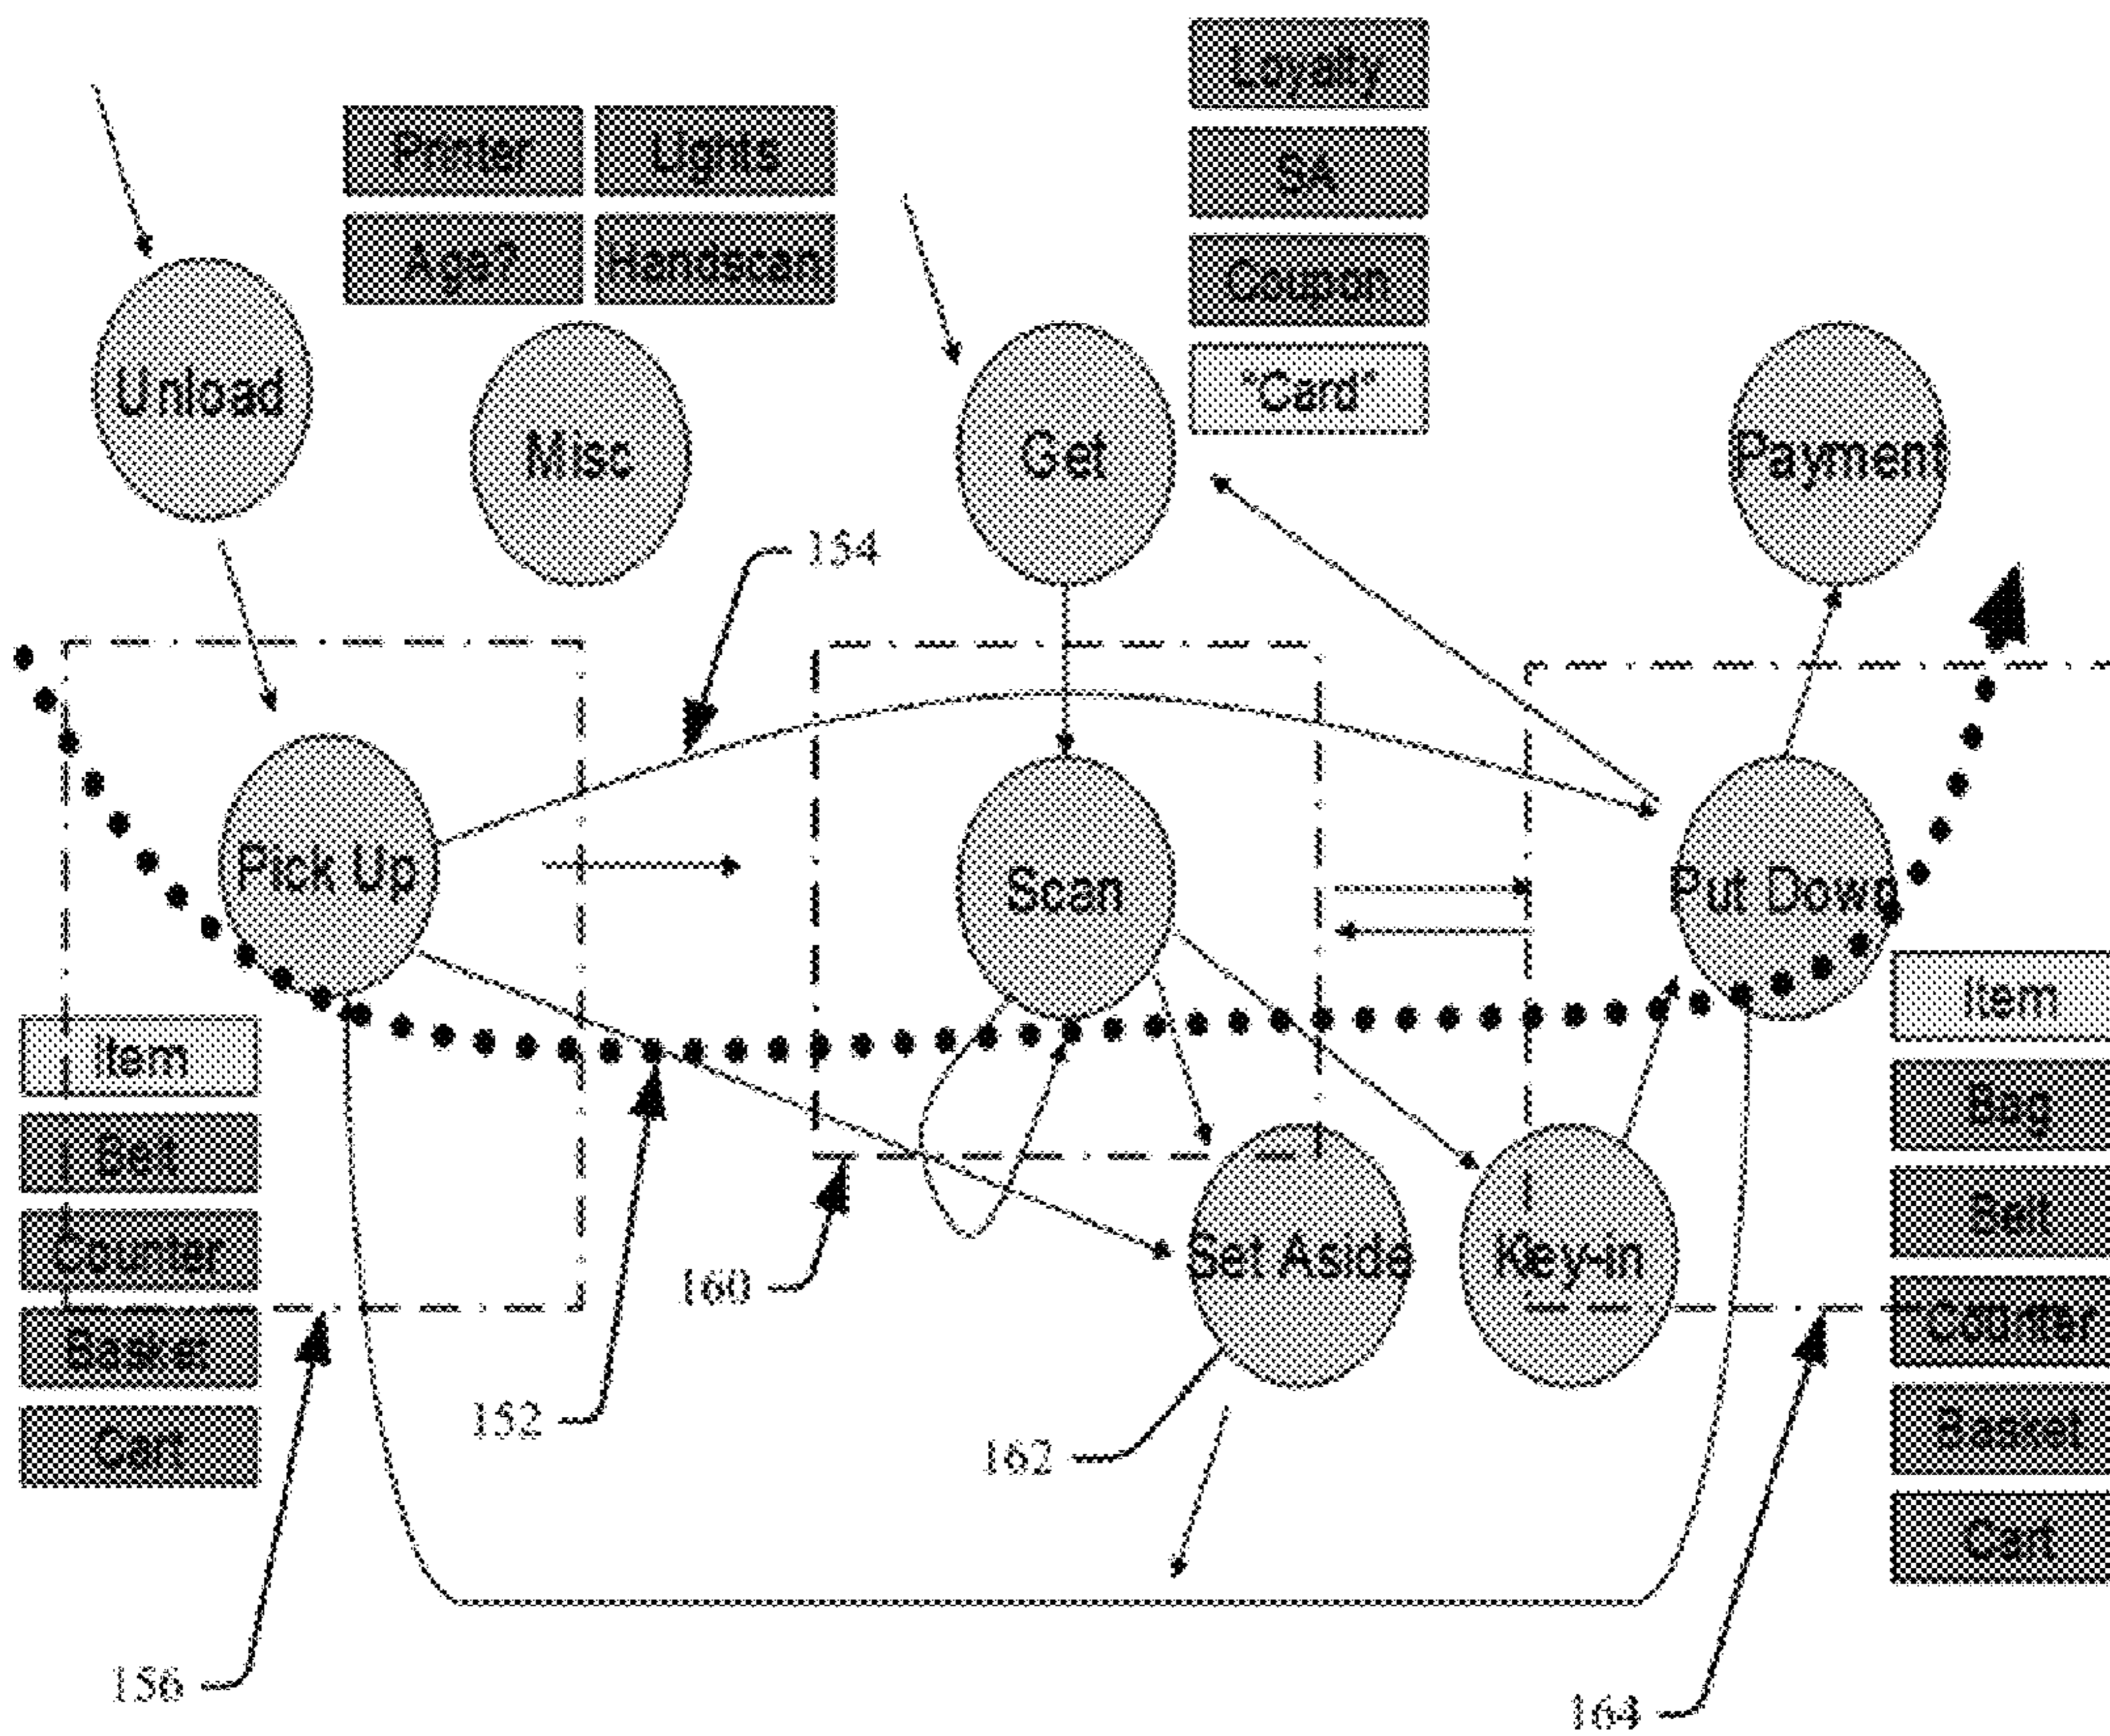 Loyalty
Printer
Lights
SA
Age?
Handscan
Coupon
"Card"
Unload
Misc
Get
Payment
154
Pick Up
Scan
Put Down
Item
Item
Bag
Belt
Belt
Counter
Set Aside
Key-in
160
Counter
Basket
152
162
Basket
Cart
Cart
156
164